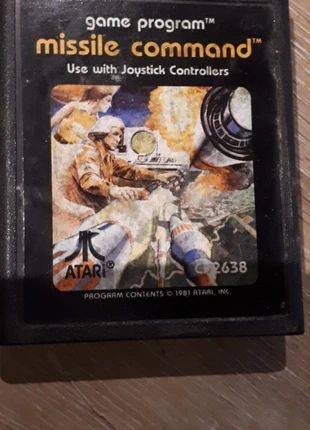 game program™
missile command™
Use with Joystick Controllers
ATARI®
CX2638
PROGRAM CONTENTS © 1981 ATARI, INC.